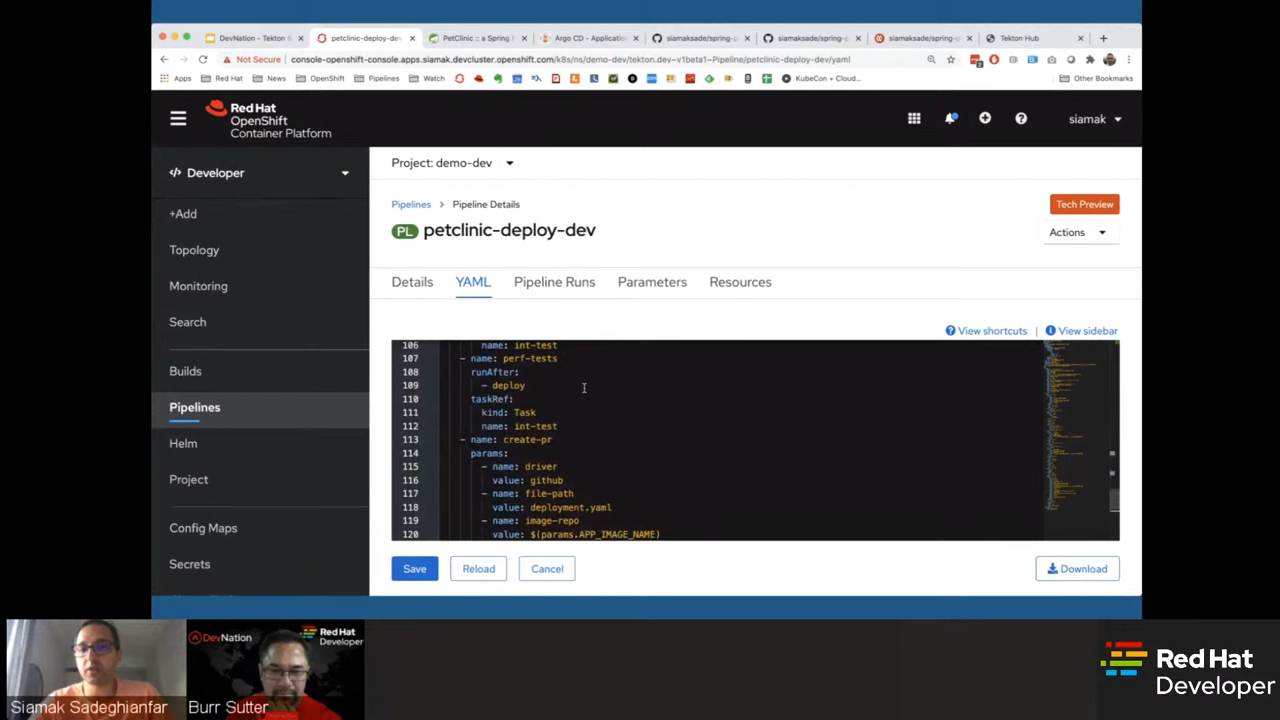 DevNation - Tekton &
petclinic-deploy-dev
PetClinic :: a Spring
Argo CD - Application
siamaksade/spring-p
siamaksade/spring-p
siamaksade/spring-p
Tekton Hub
Not Secure
console-openshift-console.apps.siamak.devcluster.openshift.com/k8s/ns/demo-dev/tekton.dev~v1beta1~Pipeline/petclinic-deploy-dev/yaml
Apps
Red Hat
News
OpenShift
Pipelines
Watch
KubeCon + Cloud...
Other Bookmarks
Red Hat
OpenShift
Container Platform
siamak
Developer
+Add
Topology
Monitoring
Search
Builds
Pipelines
Helm
Project
Config Maps
Secrets
Project: demo-dev
Pipelines > Pipeline Details
Tech Preview
PL petclinic-deploy-dev
Actions
Details YAML Pipeline Runs Parameters Resources
View shortcuts | View sidebar
106 name: int-test
107 - name: perf-tests
108 runAfter:
109 - deploy
110 taskRef:
111 kind: Task
112 name: int-test
113 - name: create-pr
114 params:
115 - name: driver
116 value: github
117 - name: file-path
118 value: deployment.yaml
119 - name: image-repo
120 value: $(params.APP_IMAGE_NAME)
Save Reload Cancel
Download
Siamak Sadeghianfar
DevNation
Red Hat
Developer
Burr Sutter
Red Hat
Developer